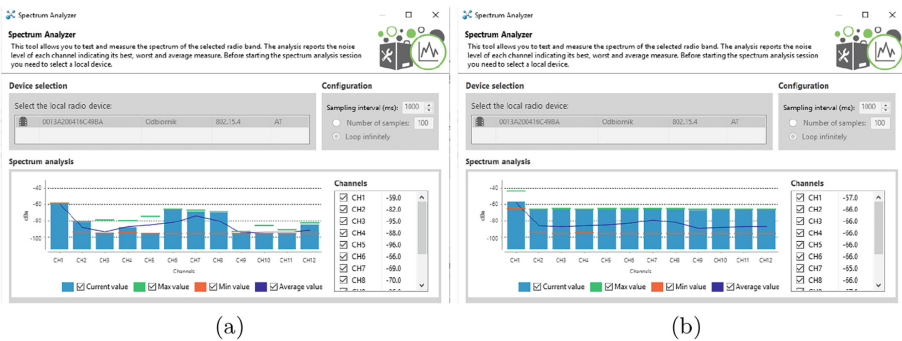 Spectrum Analyzer
Spectrum Analyzer
This tool allows you to test and measure the spectrum of the selected radio band. The analysis reports the noise
level of each channel indicating its best, worst and average measure. Before starting the spectrum analysis session
you need to select a local device.
Device selection
Configuration
Select the local radio device:
0013A200416C49BA Odbiornik 802.15.4 AT
Sampling interval (ms): 1000
Number of samples: 100
Loop infinitely
Spectrum analysis
-40
-60
-80
-100
dBm
CH1 CH2 CH3 CH4 CH5 CH6 CH7 CH8 CH9 CH10 CH11 CH12
Channels
Current value Max value Min value Average value
Channels
CH1 -59.0
CH2 -82.0
CH3 -95.0
CH4 -88.0
CH5 -96.0
CH6 -66.0
CH7 -69.0
CH8 -70.0
(a)
Spectrum Analyzer
Spectrum Analyzer
This tool allows you to test and measure the spectrum of the selected radio band. The analysis reports the noise
level of each channel indicating its best, worst and average measure. Before starting the spectrum analysis session
you need to select a local device.
Device selection
Configuration
Select the local radio device:
0013A200416C49BA Odbiornik 802.15.4 AT
Sampling interval (ms): 1000
Number of samples: 100
Loop infinitely
Spectrum analysis
-40
-60
-80
-100
dBm
CH1 CH2 CH3 CH4 CH5 CH6 CH7 CH8 CH9 CH10 CH11 CH12
Channels
Current value Max value Min value Average value
Channels
CH1 -57.0
CH2 -66.0
CH3 -66.0
CH4 -66.0
CH5 -66.0
CH6 -66.0
CH7 -65.0
CH8 -66.0
(b)